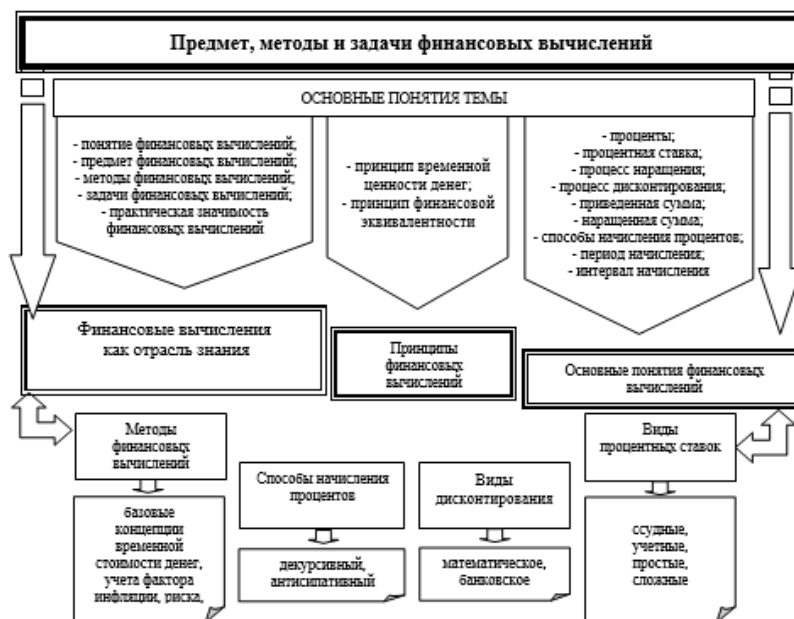 Предмет, методы и задачи финансовых вычислений
ОСНОВНЫЕ ПОНЯТИЯ ТЕМЫ
- понятие финансовых вычислений;
- предмет финансовых вычислений;
- методы финансовых вычислений;
- задачи финансовых вычислений;
- практическая значимость
финансовых вычислений
- принцип временной
ценности денег;
- принцип финансовой
эквивалентности
- проценты;
- процентная ставка;
- процесс наращения;
- процесс дисконтирования;
- приведенная сумма;
- наращенная сумма;
- способы начисления процентов;
- период начисления;
- интервал начисления
Финансовые вычисления
как отрасль знания
Принципы
финансовых
вычислений
Основные понятия финансовых
вычислений
Методы
финансовых
вычислений
Виды
процентных ставок
Способы начисления
процентов
Виды
дисконтирования
базовые
концепции
временной
стоимости денег,
учета фактора
инфляции, риска,
декурсивный,
антисипативный
математическое,
банковское
ссудные,
учетные,
простые,
сложные